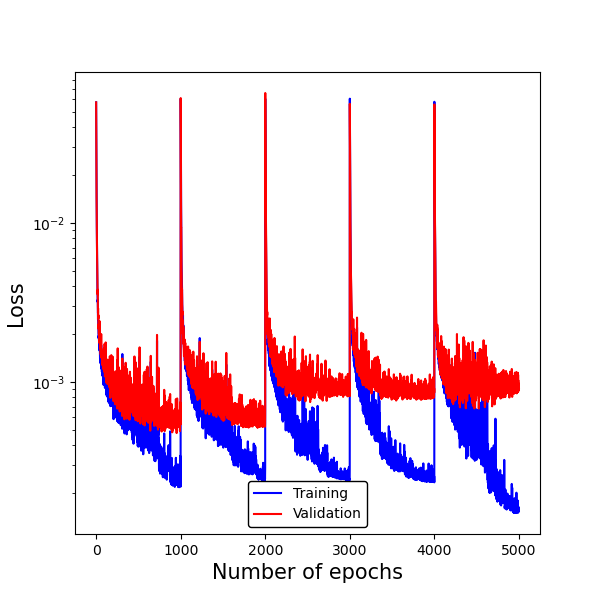 Loss
10⁻²
10⁻³
Training
Validation
0 1000 2000 3000 4000 5000
Number of epochs